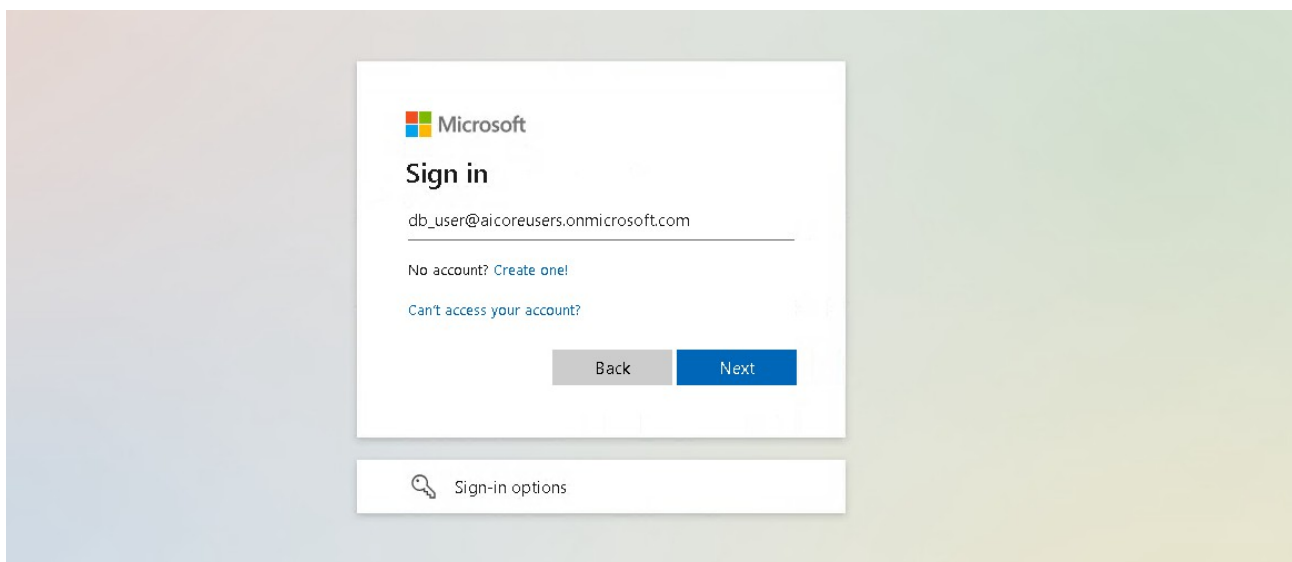 Microsoft
Sign in
db_user@aicoreusers.onmicrosoft.com
No account? Create one!
Can't access your account?
Back
Next
Sign-in options